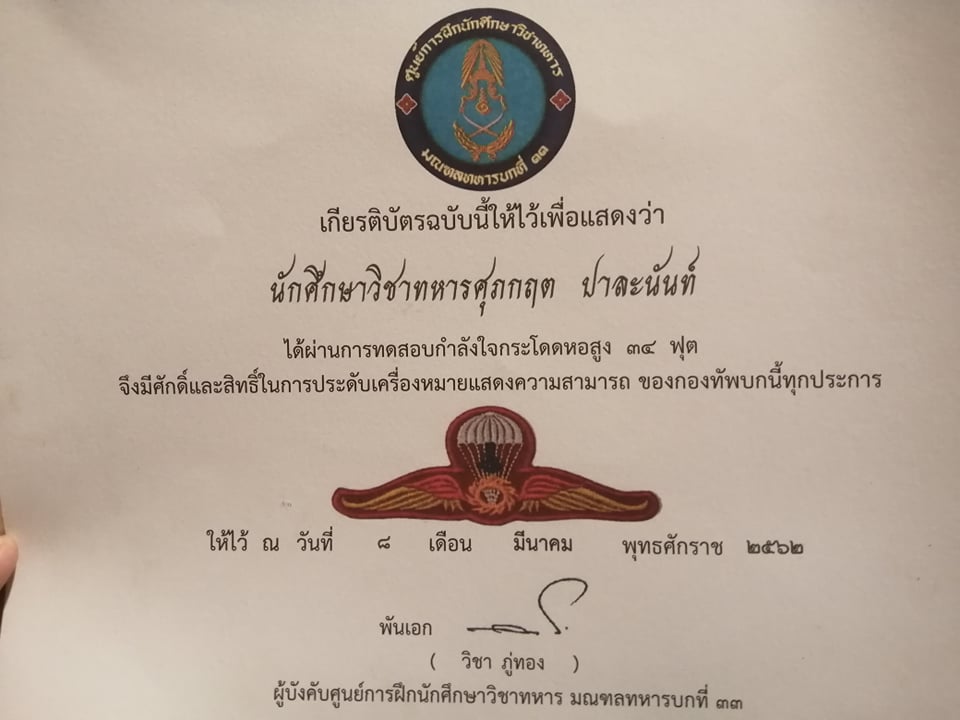 ศูนย์การฝึกนักศึกษาวิชาทหาร
มณฑลทหารบกที่ ๓๓
เกียรติบัตรฉบับนี้ให้ไว้เพื่อแสดงว่า
นักศึกษาวิชาทหารศุภกฤต ปาละนันท์
ได้ผ่านการทดสอบกำลังใจกระโดดหอสูง ๓๔ ฟุต
จึงมีศักดิ์และสิทธิ์ในการประดับเครื่องหมายแสดงความสามารถ ของกองทัพบกนี้ทุกประการ
ให้ไว้ ณ วันที่ ๘ เดือน มีนาคม พุทธศักราช ๒๕๖๒
พันเอก
( วิชา ภู่ทอง )
ผู้บังคับศูนย์การฝึกนักศึกษาวิชาทหาร มณฑลทหารบกที่ ๓๓